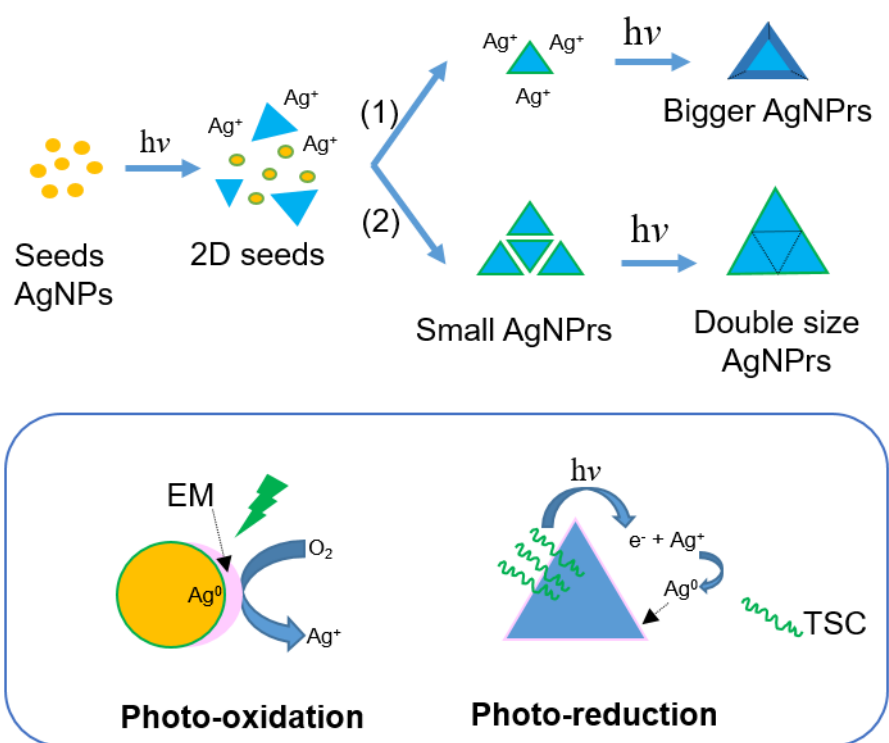 Ag⁺ Ag⁺
hν
Ag⁺
Bigger AgNPrs
Ag⁺
Ag⁺
Ag⁺
(1)
hν
Seeds
AgNPs
2D seeds
(2)
hν
Small AgNPrs
Double size
AgNPrs
EM
O₂
Ag⁰
Ag⁺
Photo-oxidation
hν
e⁻ + Ag⁺
Ag⁰
TSC
Photo-reduction